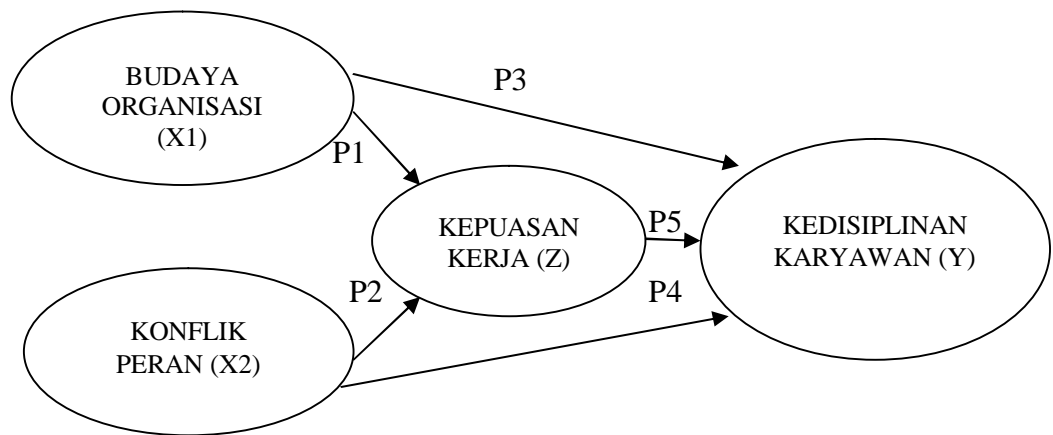 BUDAYA
ORGANISASI
(X1)
P3
P1
KEPUASAN
KERJA (Z)
P5
KEDISIPLINAN
KARYAWAN (Y)
P2
P4
KONFLIK
PERAN (X2)